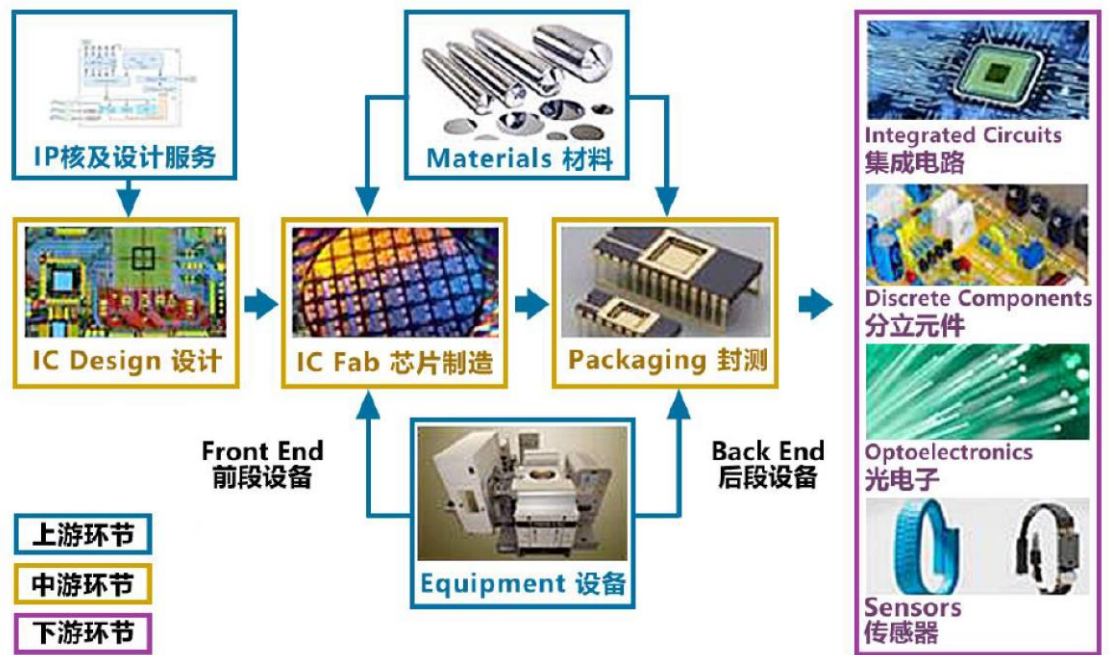 IP核及设计服务
Materials 材料
IC Design 设计
IC Fab 芯片制造
Packaging 封测
Front End
前段设备
Equipment 设备
Back End
后段设备
Integrated Circuits
集成电路
Discrete Components
分立元件
Optoelectronics
光电子
Sensors
传感器
上游环节
中游环节
下游环节